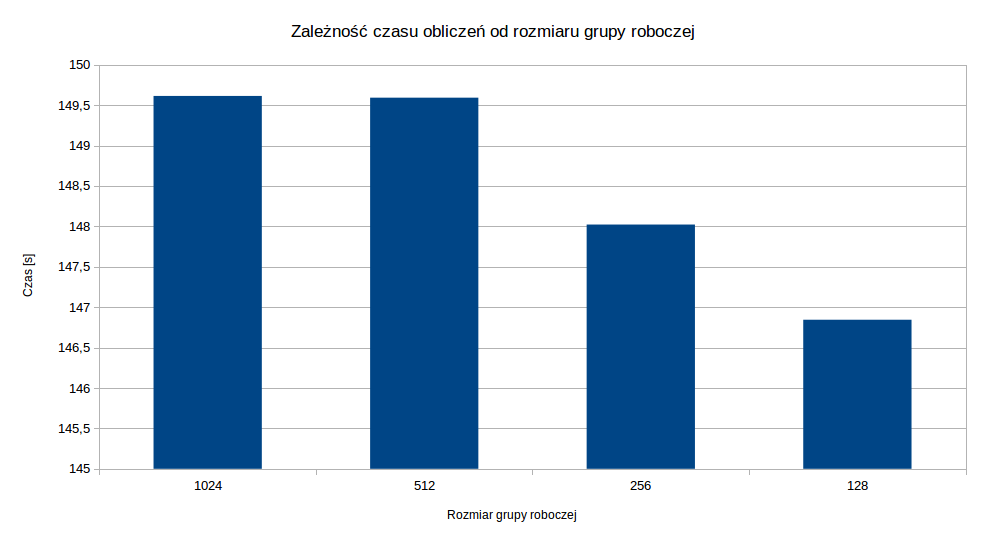 Zależność czasu obliczeń od rozmiaru grupy roboczej
150
149,5
149
148,5
148
147,5
147
146,5
146
145,5
145
Czas [s]
1024 512 256 128
Rozmiar grupy roboczej